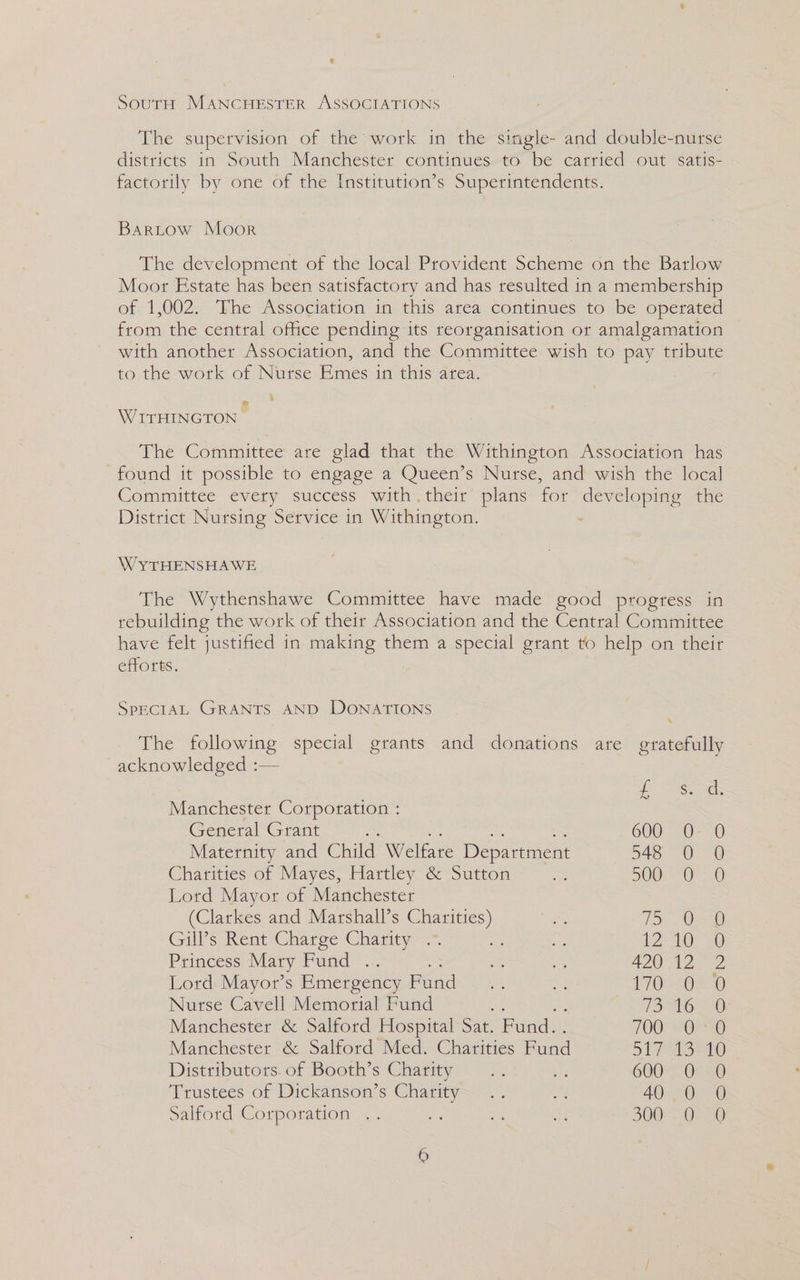 SOUTH MANCHESTER ASSOCIATIONS
The supervision of the work in the single- and double-nurse
districts in South Manchester continues to be carried out satis-
factorily by one of the Institution's Superintendents.
BARLOW MOOR
The development of the local Provident Scheme on the Barlow
Moor Estate has been satisfactory and has resulted in a membership
of 1,002. The Association in this area continues to be operated
from the central office pending its reorganisation or amalgamation
with another Association, and the Committee wish to pay tribute
to the work of Nurse Emes in this area.
WITHINGTON
The Committee are glad that the Withington Association has
found it possible to engage a Queen's Nurse, and wish the local
Committee every success with their plans for developing the
District Nursing Service in Withington.
WYTHENSHAWE
The Wythenshawe Committee have made good progress in
rebuilding the work of their Association and the Central Committee
have felt justified in making them a special grant to help on their
efforts.
SPECIAL GRANTS AND DONATIONS
The following special grants and donations are gratefully
acknowledged :—
£ s. d.
Manchester Corporation :
General Grant .. .. .. .. 600 0 0
Maternity and Child Welfare Department 548 0 0
Charities of Mayes, Hartley & Sutton .. 500 0 0
Lord Mayor of Manchester
(Clarkes and Marshall's Charities) .. 75 0 0
Gill's Rent Charge Charity .. .. .. 12 10 0
Princess Mary Fund .. .. .. .. 420 12 2
Lord Mayor's Emergency Fund .. .. 170 0 0
Nurse Cavell Memorial Fund .. .. 73 16 0
Manchester & Salford Hospital Sat. Fund.. 700 0 0
Manchester & Salford Med. Charities Fund 517 13 10
Distributors of Booth's Charity .. .. 600 0 0
Trustees of Dickanson's Charity .. .. 40 0 0
Salford Corporation .. .. .. .. 300 0 0
6